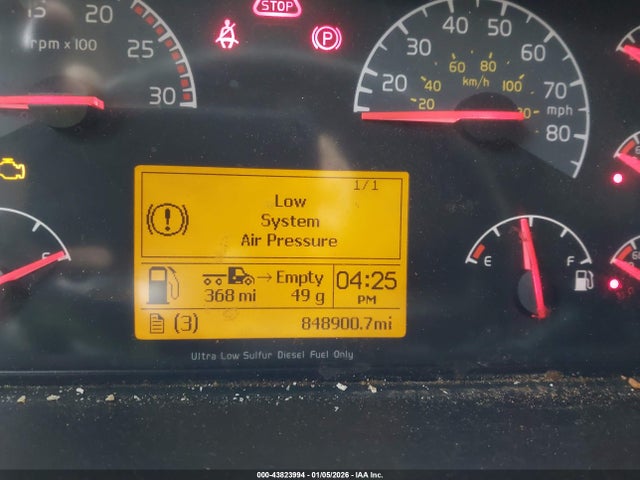 STOP
15 20 25 30
rpm x 100
20 30 40 50 60 70 80
mph
20 40 60 80 100
km/h
1/1
Low
System
Air Pressure
Empty
368 mi 49 g
04:25
PM
(3) 848900.7mi
E F
Ultra Low Sulfur Diesel Fuel Only
000-43823994 | 01/05/2026 | IAA Inc.